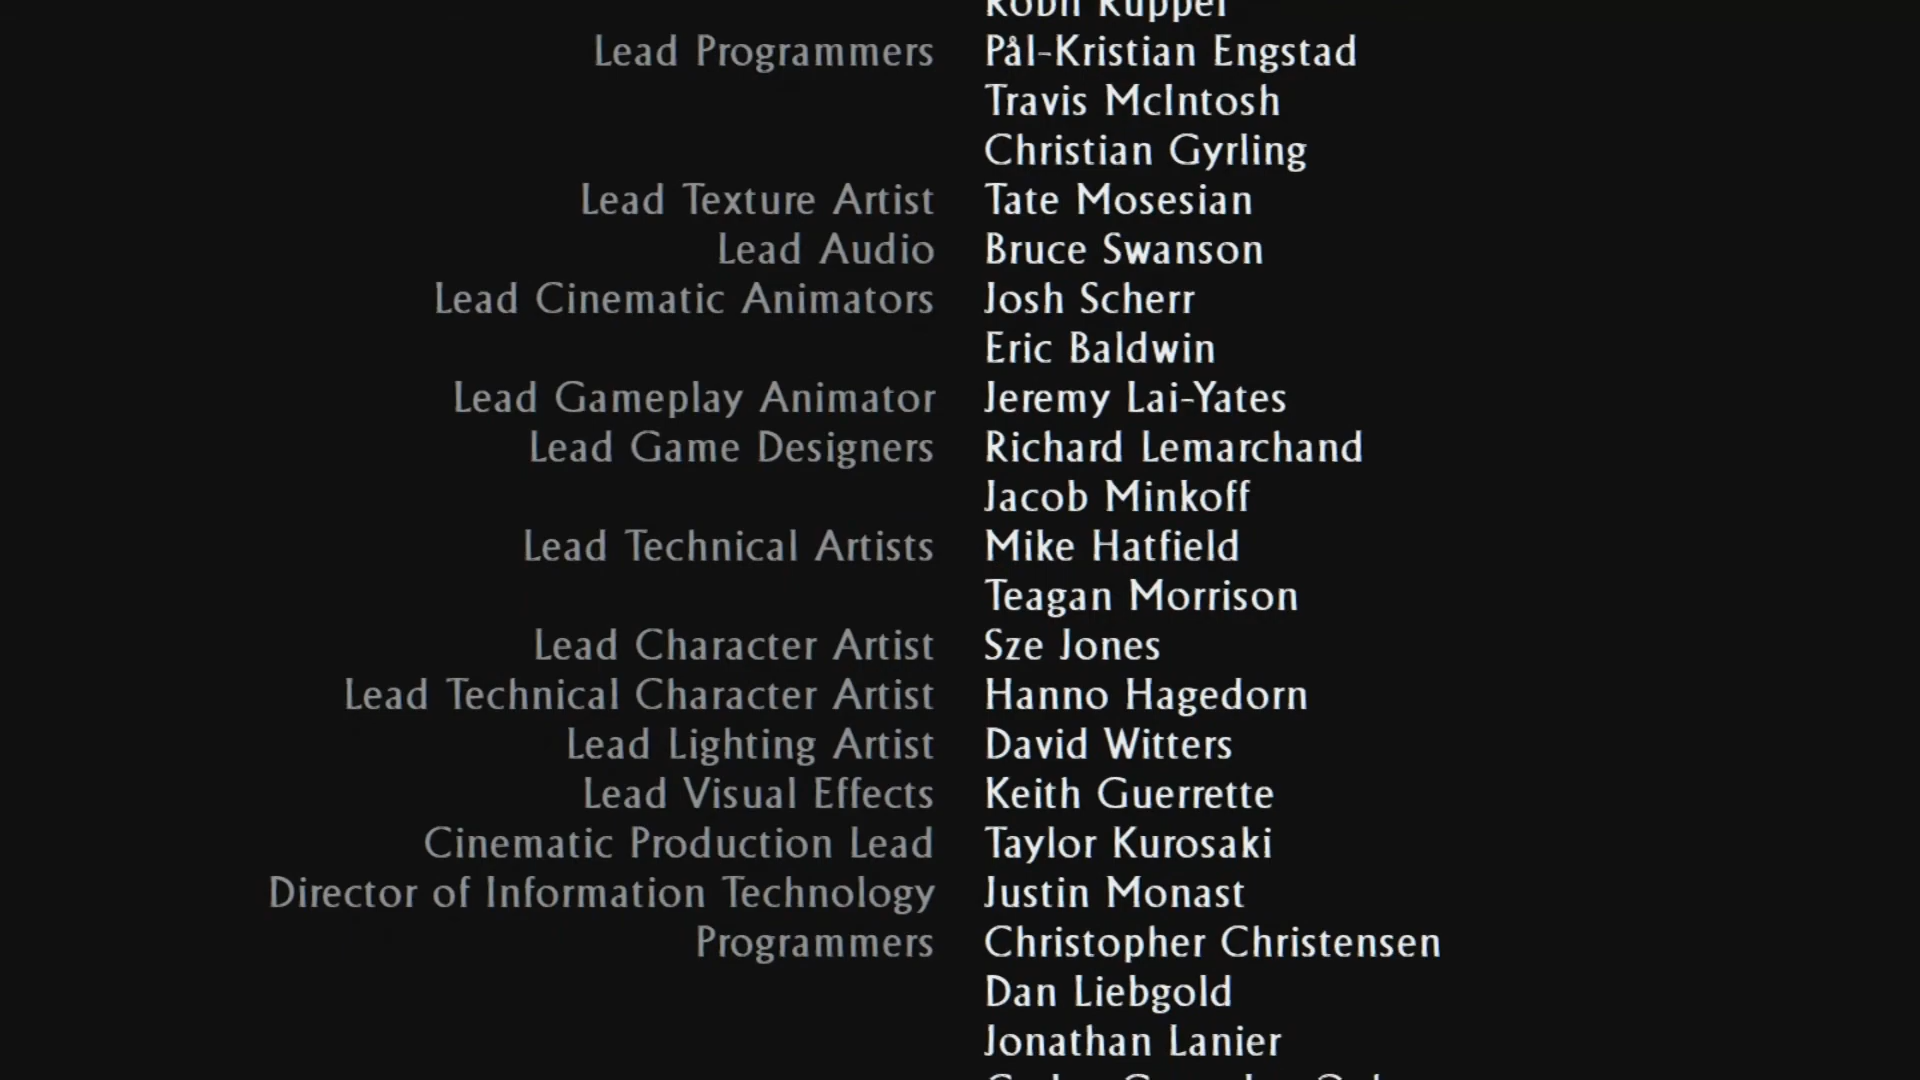 Robh Ruppel
Lead Programmers Pål-Kristian Engstad
Travis McIntosh
Christian Gyrling
Lead Texture Artist Tate Mosesian
Lead Audio Bruce Swanson
Lead Cinematic Animators Josh Scherr
Eric Baldwin
Lead Gameplay Animator Jeremy Lai-Yates
Lead Game Designers Richard Lemarchand
Jacob Minkoff
Lead Technical Artists Mike Hatfield
Teagan Morrison
Lead Character Artist Sze Jones
Lead Technical Character Artist Hanno Hagedorn
Lead Lighting Artist David Witters
Lead Visual Effects Keith Guerrette
Cinematic Production Lead Taylor Kurosaki
Director of Information Technology Justin Monast
Programmers Christopher Christensen
Dan Liebgold
Jonathan Lanier